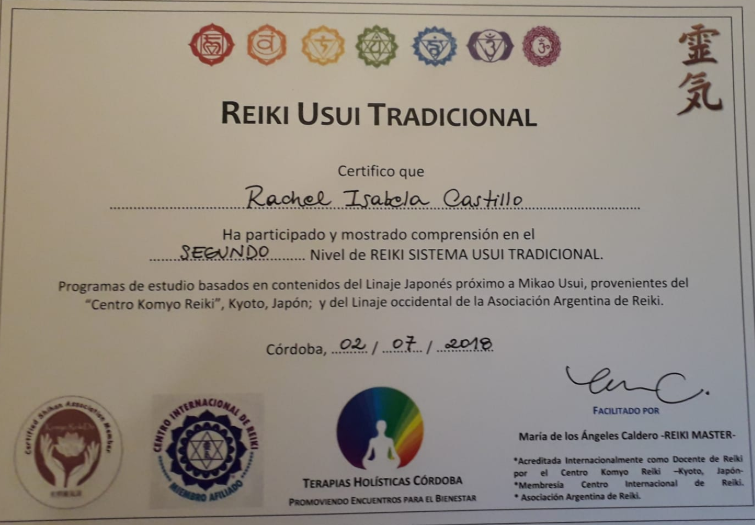 靈
気
REIKI USUI TRADICIONAL
Certifico que
Rachel Isabela Castillo
Ha participado y mostrado comprensión en el
SEGUNDO Nivel de REIKI SISTEMA USUI TRADICIONAL.
Programas de estudio basados en contenidos del Linaje Japonés próximo a Mikao Usui, provenientes del
“Centro Komyo Reiki”, Kyoto, Japón; y del Linaje occidental de la Asociación Argentina de Reiki.
Córdoba, 02 / 07 / 2018
FACILITADO POR
María de los Ángeles Caldero -REIKI MASTER-
*Acreditada Internacionalmente como Docente de Reiki
por el Centro Komyo Reiki –Kyoto, Japón-
*Membresía Centro Internacional de Reiki.
* Asociación Argentina de Reiki.
Certified Shihan Association Member
CENTRO INTERNACIONAL DE REIKI
MIEMBRO AFILIADO
TERAPIAS HOLÍSTICAS CÓRDOBA
PROMOVIENDO ENCUENTROS PARA EL BIENESTAR